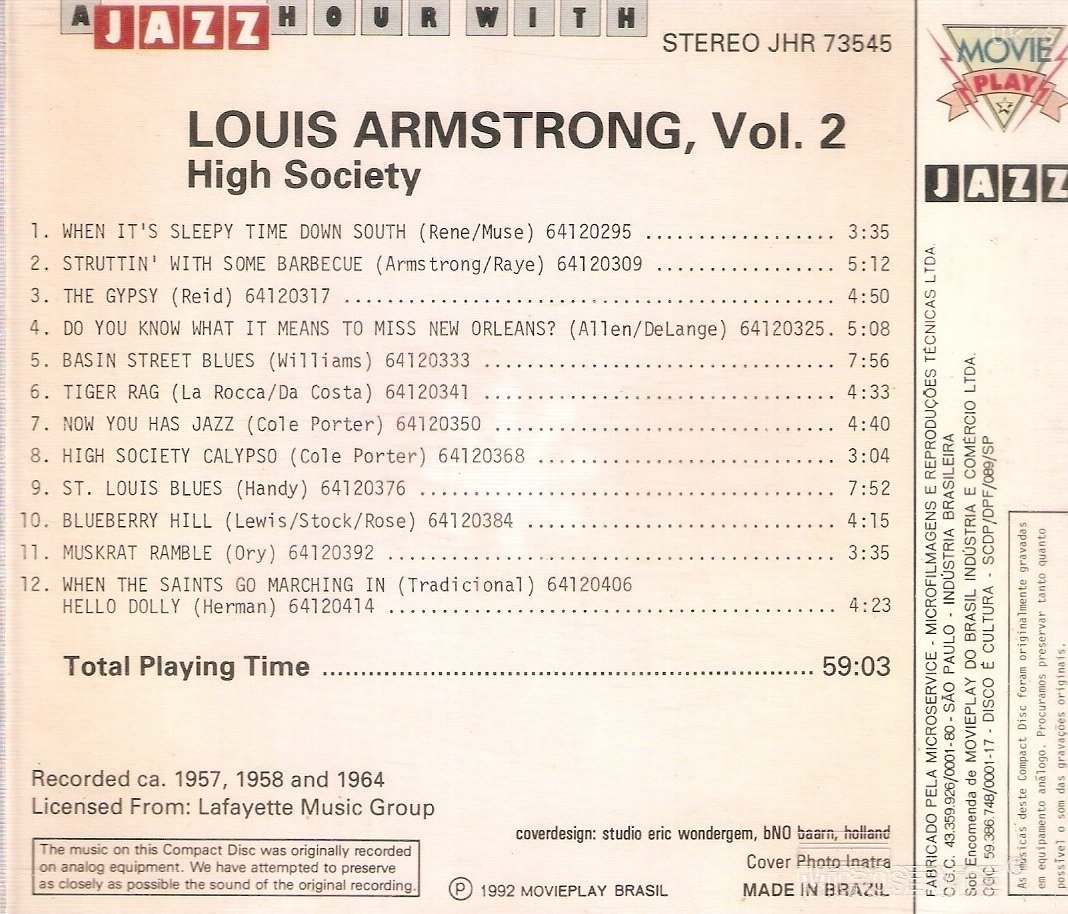 A JAZZ HOUR WITH
STEREO JHR 73545
LOUIS ARMSTRONG, Vol. 2
High Society
1. WHEN IT'S SLEEPY TIME DOWN SOUTH (Rene/Muse) 64120295 .................. 3:35
2. STRUTTIN' WITH SOME BARBECUE (Armstrong/Raye) 64120309 ................. 5:12
3. THE GYPSY (Reid) 64120317 .............................................. 4:50
4. DO YOU KNOW WHAT IT MEANS TO MISS NEW ORLEANS? (Allen/DeLange) 64120325. 5:08
5. BASIN STREET BLUES (Williams) 64120333 ................................. 7:56
6. TIGER RAG (La Rocca/Da Costa) 64120341 ................................. 4:33
7. NOW YOU HAS JAZZ (Cole Porter) 64120350 ................................ 4:40
8. HIGH SOCIETY CALYPSO (Cole Porter) 64120368 ............................ 3:04
9. ST. LOUIS BLUES (Handy) 64120376 ....................................... 7:52
10. BLUEBERRY HILL (Lewis/Stock/Rose) 64120384 ............................. 4:15
11. MUSKRAT RAMBLE (Ory) 64120392 .......................................... 3:35
12. WHEN THE SAINTS GO MARCHING IN (Tradicional) 64120406
HELLO DOLLY (Herman) 64120414 .......................................... 4:23
Total Playing Time .............................................................. 59:03
Recorded ca. 1957, 1958 and 1964
Licensed From: Lafayette Music Group
The music on this Compact Disc was originally recorded
on analog equipment. We have attempted to preserve
as closely as possible the sound of the original recording.
coverdesign: studio eric wondergem, bNO baarn, holland
Cover Photo Inatra
Ⓟ 1992 MOVIEPLAY BRASIL
MADE IN BRAZIL
MOVIE
PLAY
JAZZ
FABRICADO PELA MICROSERVICE - MICROFILMAGENS E REPRODUÇÕES TÉCNICAS LTDA
C.G.C. 43.359.926/0001-80 - SÃO PAULO - INDÚSTRIA BRASILEIRA
Sob Encomenda de MOVIEPLAY DO BRASIL INDÚSTRIA E COMÉRCIO LTDA.
CGC 59.386.748/0001-17 - DISCO É CULTURA - SCDP/DPF/089/SP
As músicas deste Compact Disc foram originalmente gravadas
em equipamento análogo. Procuramos preservar tanto quanto
possível o som das gravações originais.